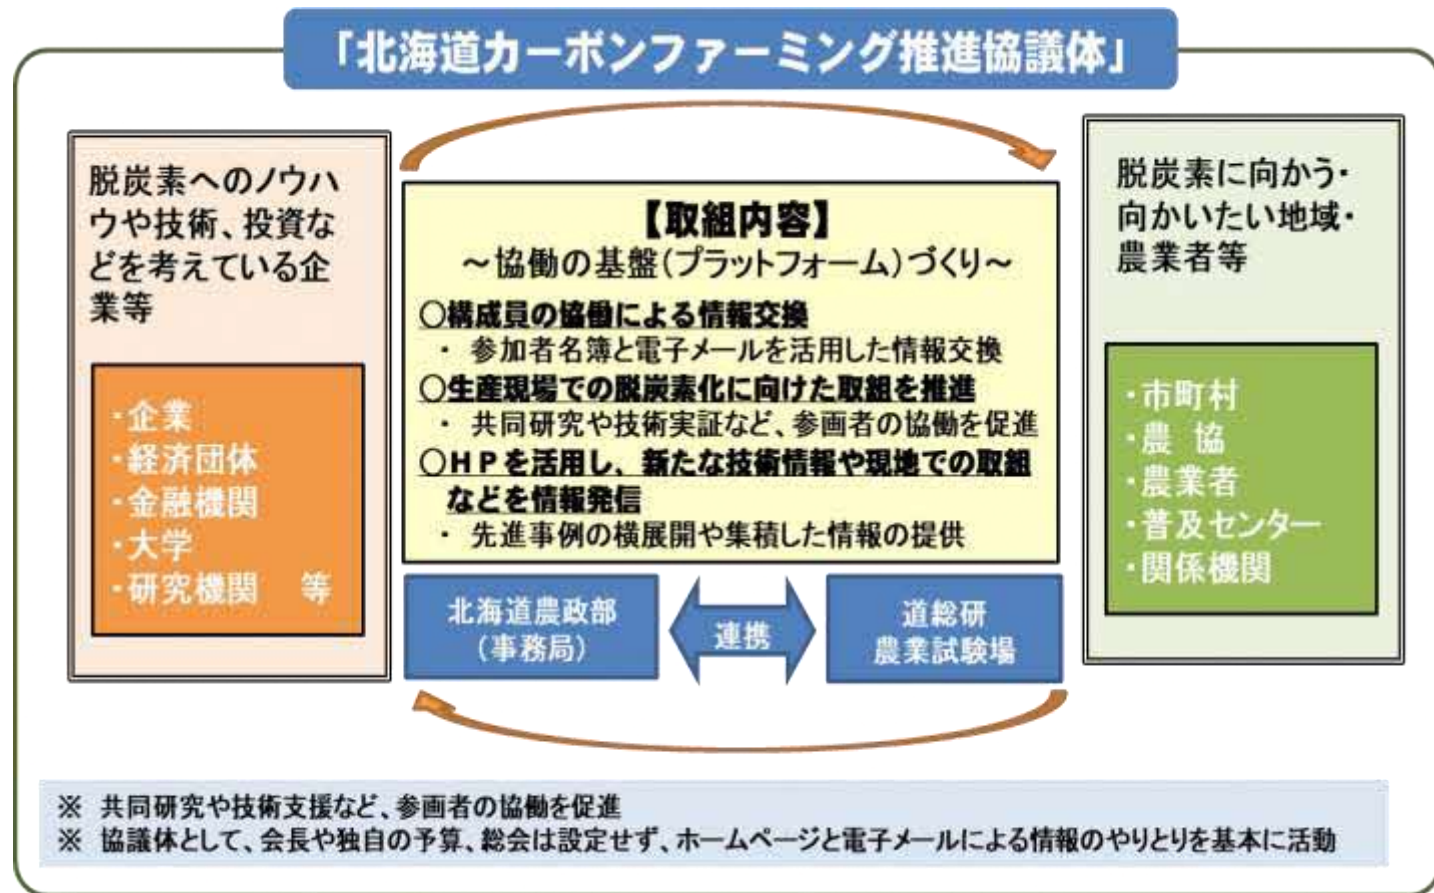 「北海道カーボンファーミング推進協議体」
脱炭素へのノウハ
ウや技術、投資な
どを考えている企
業等
・企業
・経済団体
・金融機関
・大学
・研究機関　等
【取組内容】
～協働の基盤(プラットフォーム)づくり～
○構成員の協働による情報交換
・ 参加者名簿と電子メールを活用した情報交換
○生産現場での脱炭素化に向けた取組を推進
・ 共同研究や技術実証など、参画者の協働を促進
○ＨＰを活用し、新たな技術情報や現地での取組
などを情報発信
・ 先進事例の横展開や集積した情報の提供
北海道農政部
（事務局）
連携
道総研
農業試験場
脱炭素に向かう・
向かいたい地域・
農業者等
・市町村
・農 協
・農業者
・普及センター
・関係機関
※ 共同研究や技術支援など、参画者の協働を促進
※ 協議体として、会長や独自の予算、総会は設定せず、ホームページと電子メールによる情報のやりとりを基本に活動